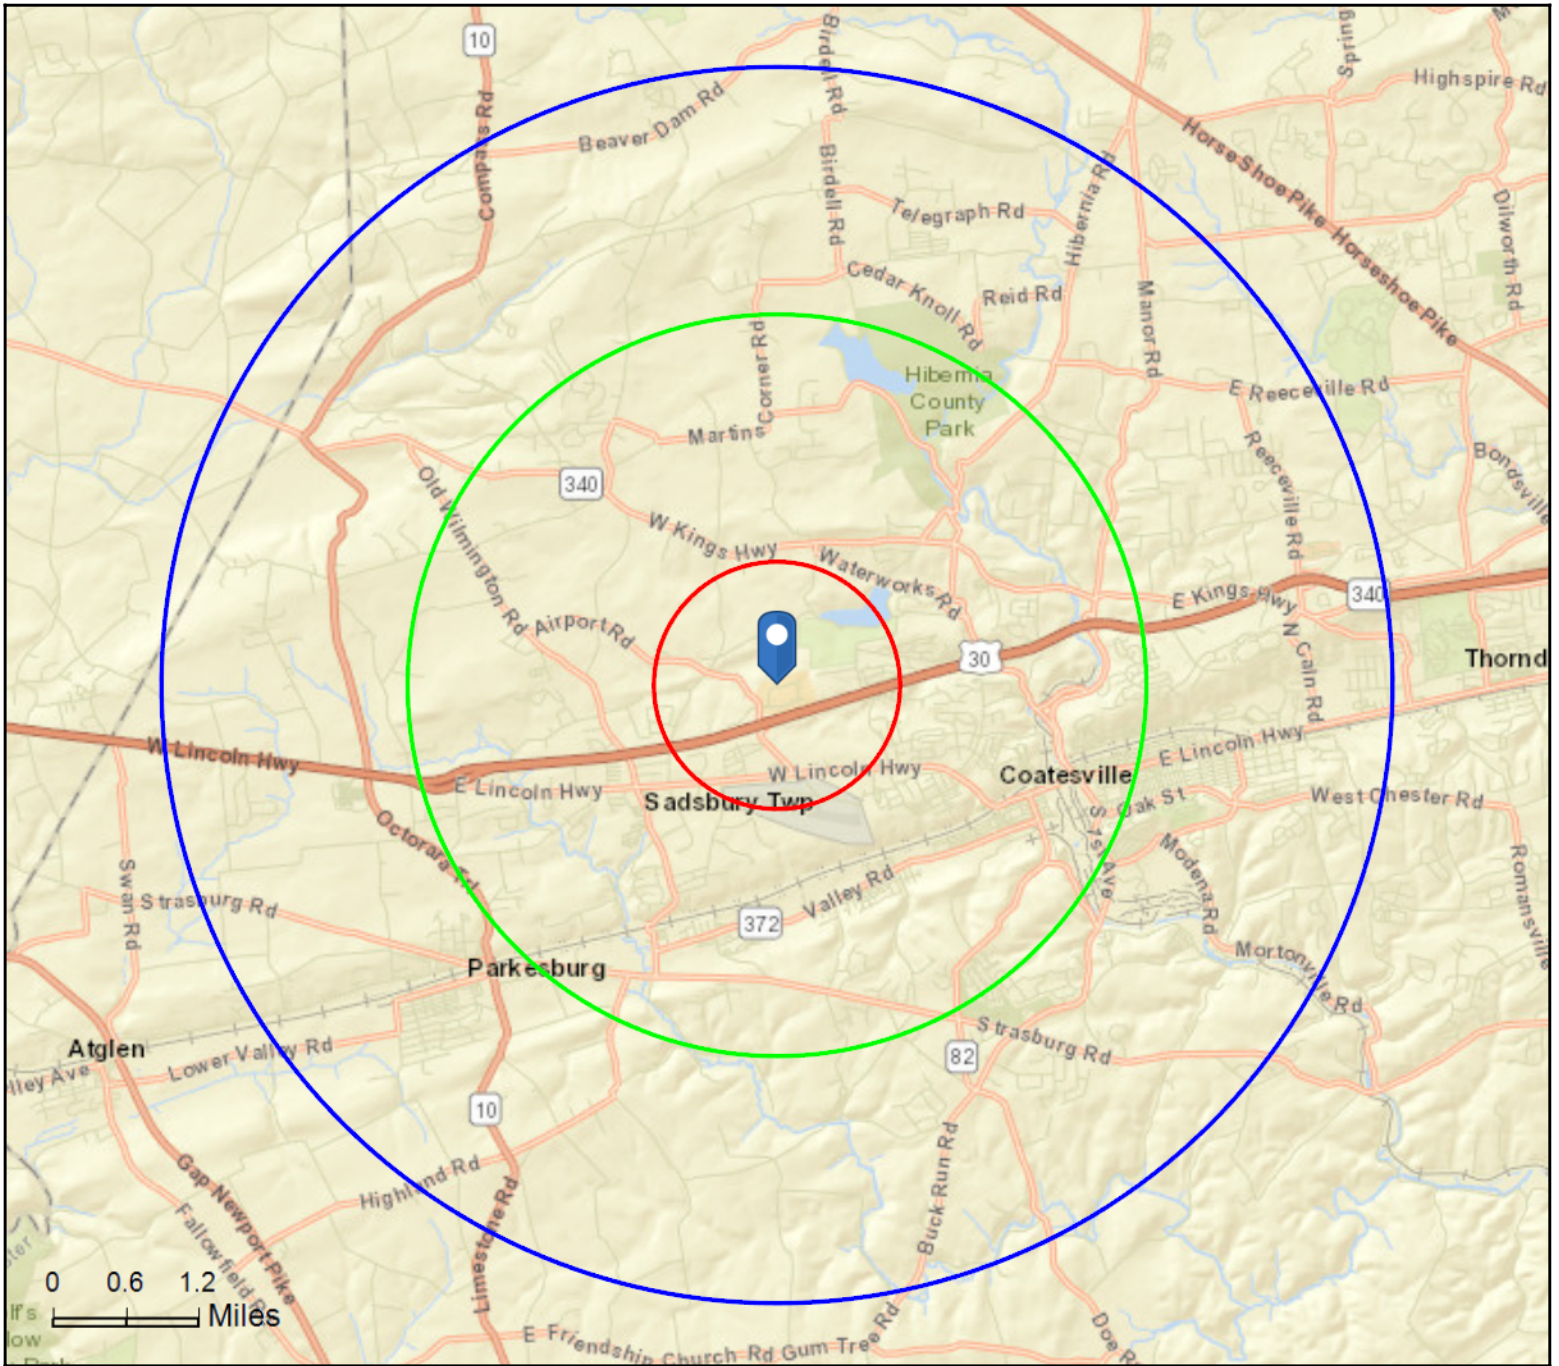 10
Birdell Rd
Spring
Highspire Rd
Compass Rd
Beaver Dam Rd
Horse Shoe Pike
Birdell Rd
Hibernia Rd
Telegraph Rd
Dilworth Rd
Horseshoe Pike
Cedar Knoll Rd
Reid Rd
Manor Rd
Corner Rd
Hibernia
County
Park
E Reeceville Rd
Martins
Reeceville Rd
Bondsville
Old Wilmington Rd
340
W Kings Hwy
Waterworks Rd
E Kings Hwy
340
Airport Rd
30
N Caln Rd
Thornd
W Lincoln Hwy
E Lincoln Hwy
W Lincoln Hwy
Coatesville
E Lincoln Hwy
Sadsbury Twp
S 1st Ave
Oak St
West Chester Rd
Octorara Trl
Modena Rd
Romansville
Swan Rd
Strasburg Rd
Valley Rd
372
Parkesburg
Mortonville Rd
Atglen
Lower Valley Rd
Strasburg Rd
lley Ave
82
10
Buck Run Rd
Gap Newport Pike
Highland Rd
Limestone Rd
Fallowfield R
ster
0 0.6 1.2
Miles
lf's
low
Park
E Friendship Church Rd
Gum Tree Rd
Doe R